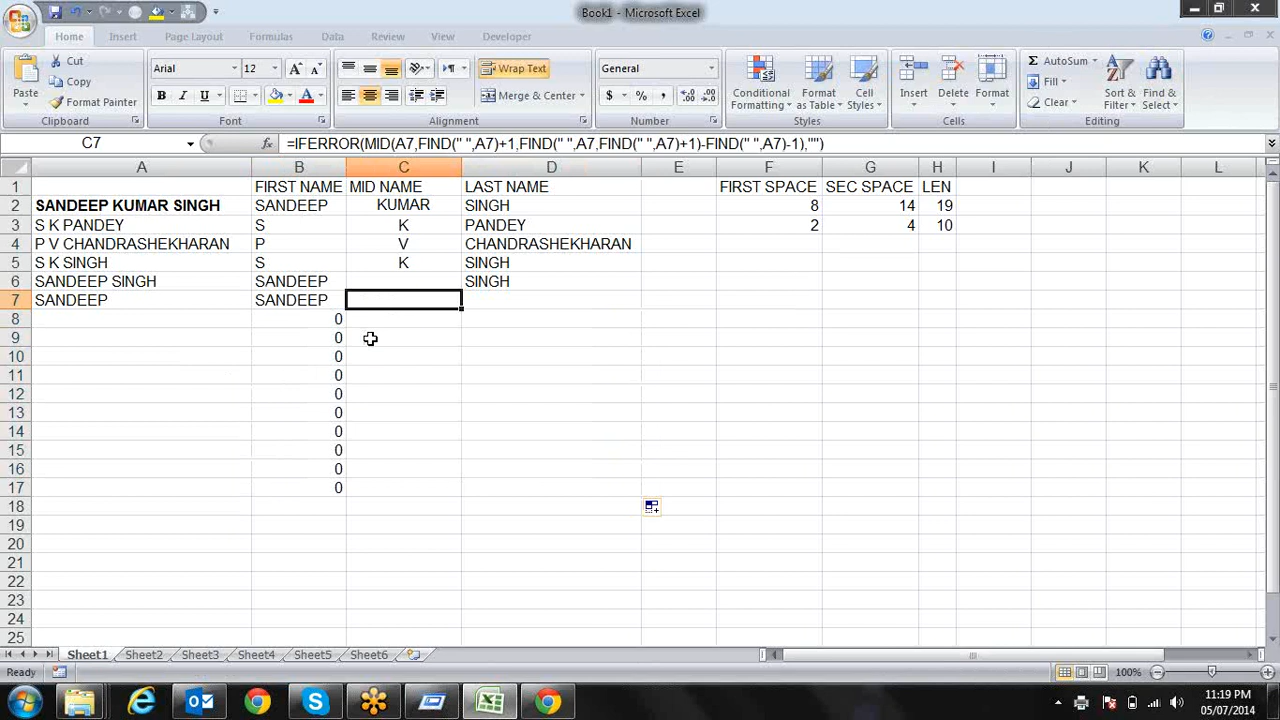 Book1 - Microsoft Excel
Home Insert Page Layout Formulas Data Review View Developer
Paste Cut Copy Format Painter Clipboard
Arial 12 A A B I U A Font
Wrap Text Merge & Center Alignment
General $ % , Number
Conditional Formatting Format as Table Cell Styles Styles
Insert Delete Format Cells
Σ AutoSum Fill Clear Sort & Filter Find & Select Editing
C7 fx =IFERROR(MID(A7,FIND(" ",A7)+1,FIND(" ",A7,FIND(" ",A7)+1)-FIND(" ",A7)-1),"")
A B C D E F G H I J K L
1 FIRST NAME MID NAME LAST NAME FIRST SPACE SEC SPACE LEN
2 SANDEEP KUMAR SINGH SANDEEP KUMAR SINGH 8 14 19
3 S K PANDEY S K PANDEY 2 4 10
4 P V CHANDRASHEKHARAN P V CHANDRASHEKHARAN
5 S K SINGH S K SINGH
6 SANDEEP SINGH SANDEEP SINGH
7 SANDEEP SANDEEP
8 0
9 0
10 0
11 0
12 0
13 0
14 0
15 0
16 0
17 0
18
19
20
21
22
23
24
25
Sheet1 Sheet2 Sheet3 Sheet4 Sheet5 Sheet6
Ready 100%
11:19 PM
05/07/2014